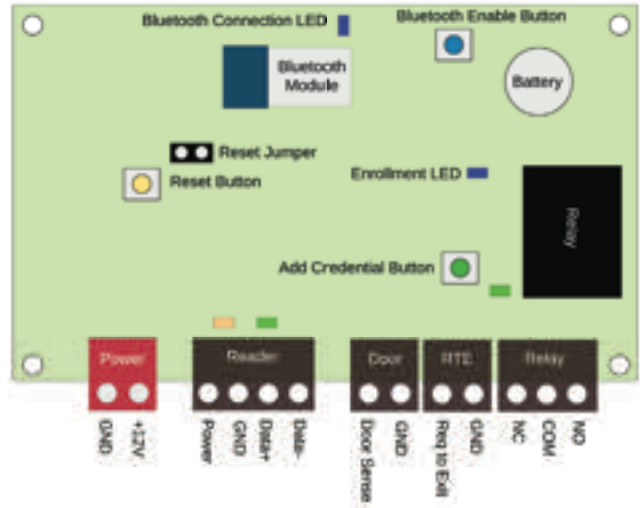 Bluetooth Connection LED
Bluetooth Enable Button
Bluetooth
Module
Battery
Reset Jumper
Reset Button
Enrollment LED
Relay
Add Credential Button
Power
Reader
Door
RTE
Relay
GND
+12V
Power
GND
Data+
Data-
Door Sense
GND
Req to Exit
GND
NC
COM
NO